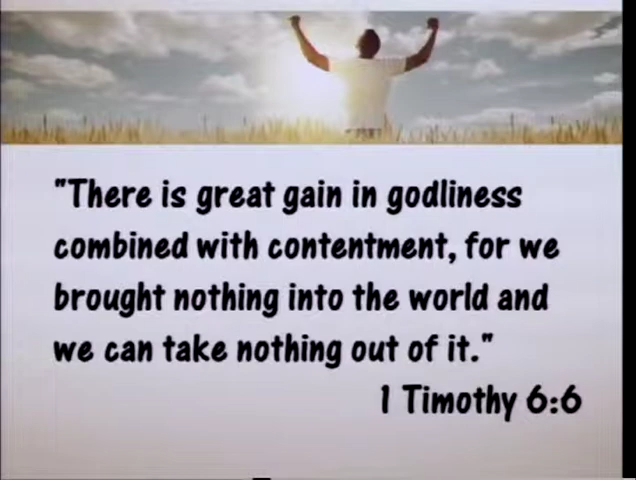 "There is great gain in godliness
combined with contentment, for we
brought nothing into the world and
we can take nothing out of it."
1 Timothy 6:6